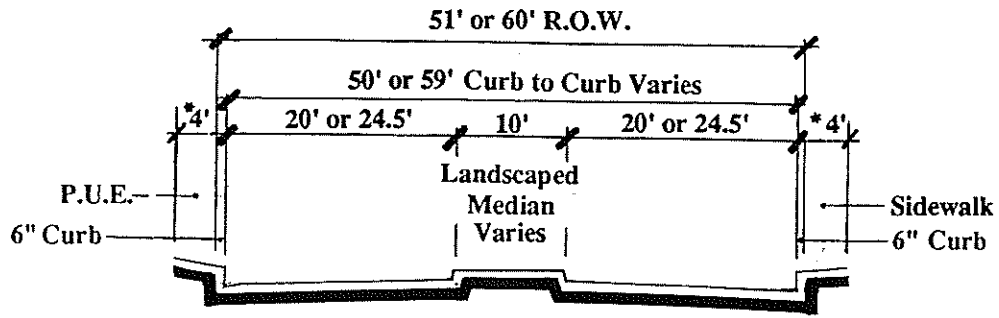 51' or 60' R.O.W.
50' or 59' Curb to Curb Varies
*4' 20' or 24.5' 10' 20' or 24.5' *4'
Landscaped
Median
Varies
P.U.E.
6" Curb
Sidewalk
6" Curb